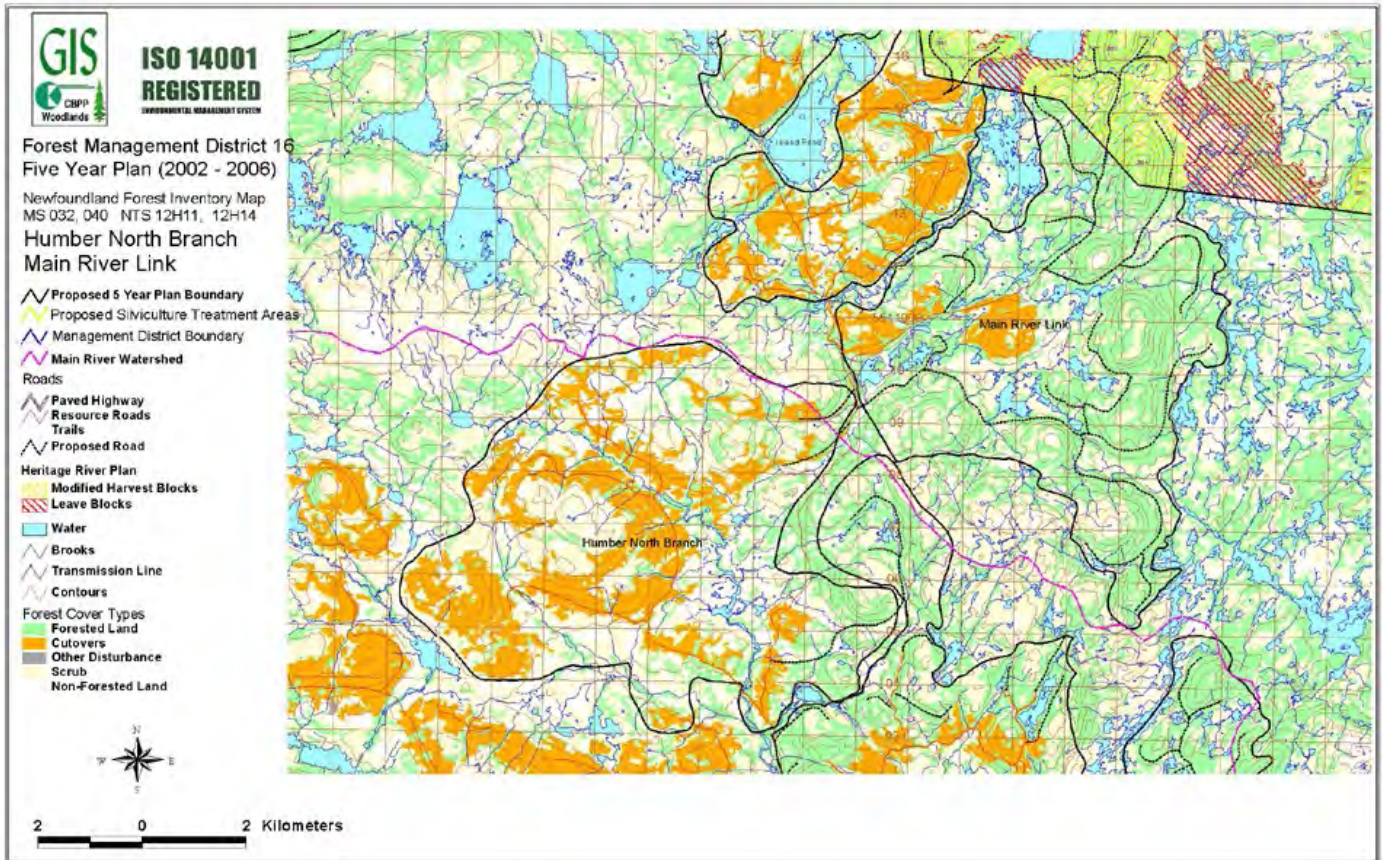 GIS
CBPP
Woodlands
ISO 14001
REGISTERED
ENVIRONMENTAL MANAGEMENT SYSTEM
Forest Management District 16
Five Year Plan (2002 - 2006)
Newfoundland Forest Inventory Map
MS 032, 040 NTS 12H11, 12H14
Humber North Branch
Main River Link
Proposed 5 Year Plan Boundary
Proposed Silviculture Treatment Areas
Management District Boundary
Main River Watershed
Roads
Paved Highway
Resource Roads
Trails
Proposed Road
Heritage River Plan
Modified Harvest Blocks
Leave Blocks
Water
Brooks
Transmission Line
Contours
Forest Cover Types
Forested Land
Cutovers
Other Disturbance
Scrub
Non-Forested Land
N
W E
S
2 0 2 Kilometers
Island Pond
Main River Link
Humber North Branch